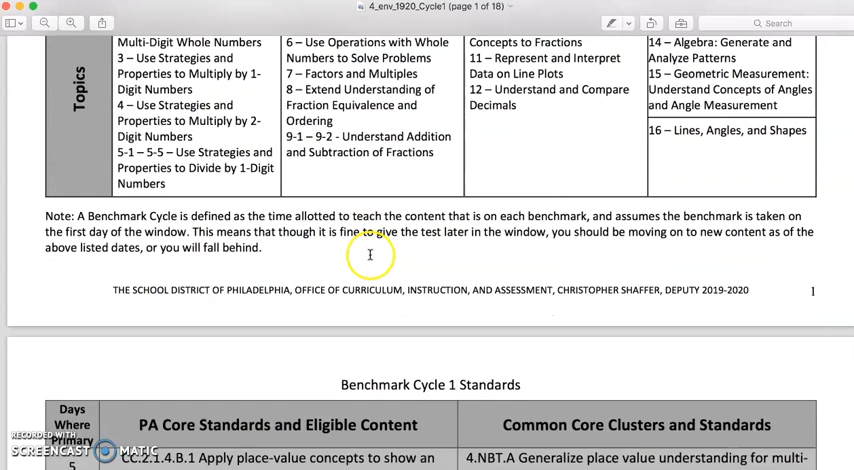 4_env_1920_Cycle1 (page 1 of 18)
Search
Topics
Multi-Digit Whole Numbers
3 – Use Strategies and
Properties to Multiply by 1-
Digit Numbers
4 – Use Strategies and
Properties to Multiply by 2-
Digit Numbers
5-1 – 5-5 – Use Strategies and
Properties to Divide by 1-Digit
Numbers
6 – Use Operations with Whole
Numbers to Solve Problems
7 – Factors and Multiples
8 – Extend Understanding of
Fraction Equivalence and
Ordering
9-1 – 9-2 - Understand Addition
and Subtraction of Fractions
Concepts to Fractions
11 – Represent and Interpret
Data on Line Plots
12 – Understand and Compare
Decimals
14 – Algebra: Generate and
Analyze Patterns
15 – Geometric Measurement:
Understand Concepts of Angles
and Angle Measurement
16 – Lines, Angles, and Shapes
Note: A Benchmark Cycle is defined as the time allotted to teach the content that is on each benchmark, and assumes the benchmark is taken on
the first day of the window. This means that though it is fine to give the test later in the window, you should be moving on to new content as of the
above listed dates, or you will fall behind.
THE SCHOOL DISTRICT OF PHILADELPHIA, OFFICE OF CURRICULUM, INSTRUCTION, AND ASSESSMENT, CHRISTOPHER SHAFFER, DEPUTY 2019-2020
1
Benchmark Cycle 1 Standards
Days
Where
Primary
5
PA Core Standards and Eligible Content
Common Core Clusters and Standards
CC.2.1.4.B.1 Apply place-value concepts to show an
4.NBT.A Generalize place value understanding for multi-
RECORDED WITH
SCREENCAST MATIC